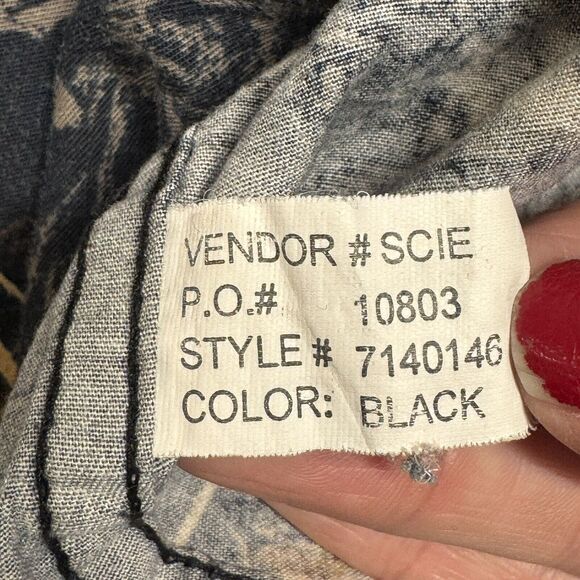 VENDOR # SCIE
P.O.# 10803
STYLE # 7140146
COLOR: BLACK